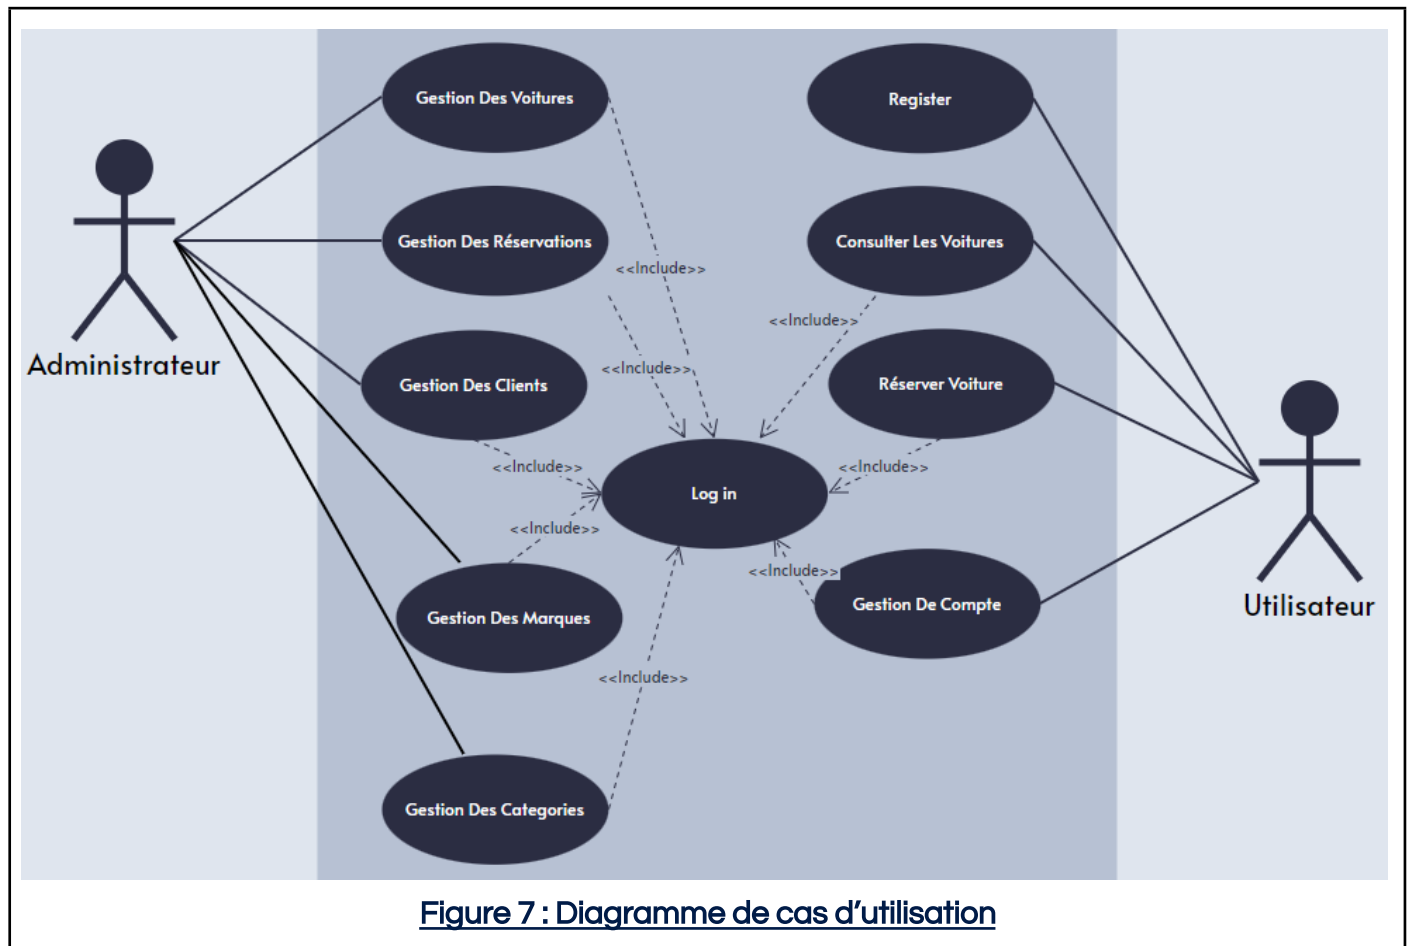 Gestion Des Voitures
Register
Gestion Des Réservations
Consulter Les Voitures
<<Include>>
<<Include>>
<<Include>>
Administrateur
Gestion Des Clients
Réserver Voiture
<<Include>>
<<Include>>
Log in
<<Include>>
<<Include>>
Gestion De Compte
Utilisateur
Gestion Des Marques
<<Include>>
Gestion Des Categories
Figure 7 : Diagramme de cas d’utilisation